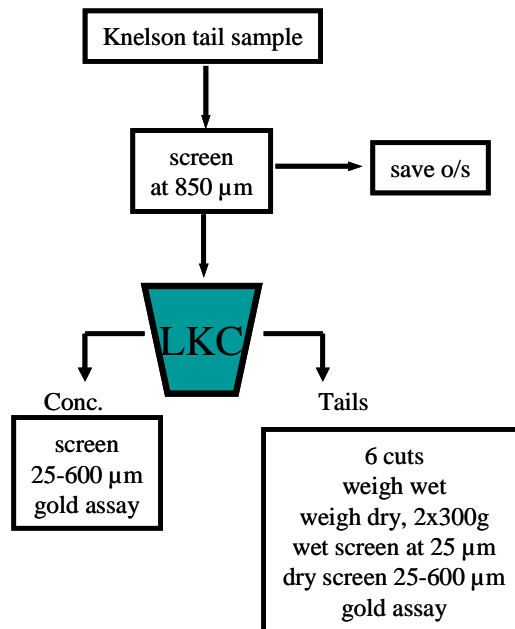 Knelson tail sample
screen
at 850 µm
save o/s
LKC
Conc.
screen
25-600 µm
gold assay
Tails
6 cuts
weigh wet
weigh dry, 2x300g
wet screen at 25 µm
dry screen 25-600 µm
gold assay